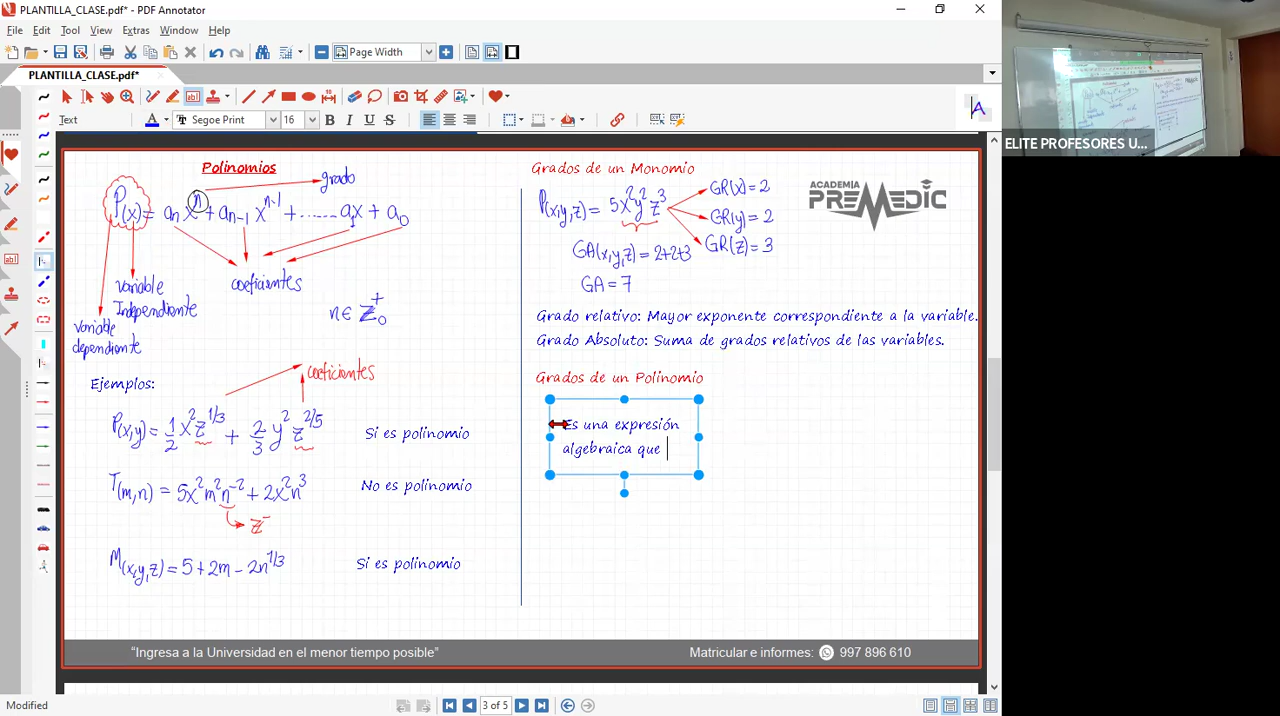 PLANTILLA_CLASE.pdf* - PDF Annotator
File Edit Tool View Extras Window Help
Page Width
PLANTILLA_CLASE.pdf*
Text Segoe Print 16 B I U S
A
ELITE PROFESORES U...
Polinomios
grado
P(x) = aₙxⁿ + aₙ₋₁xⁿ⁻¹ + ...... a₁x + a₀
coeficientes
variable
Independiente
n ∈ Z₀⁺
variable
dependiente
coeficientes
Ejemplos:
P(x,y) = 1/2 x² z^1/3 + 2/3 y² z^2/5 Si es polinomio
T(m,n) = 5x²m²n⁻² + 2x²n³ No es polinomio
Z⁻
M(x,y,z) = 5 + 2m - 2n^1/3 Si es polinomio
Grados de un Monomio
P(x,y,z) = 5x²y²z³
GR(x) = 2
GR(y) = 2
GR(z) = 3
GA(x,y,z) = 2+2+3
GA = 7
ACADEMIA
PREMEDIC
Grado relativo: Mayor exponente correspondiente a la variable.
Grado Absoluto: Suma de grados relativos de las variables.
Grados de un Polinomio
Es una expresión
algebraica que
“Ingresa a la Universidad en el menor tiempo posible” Matricular e informes: 997 896 610
Modified
3 of 5